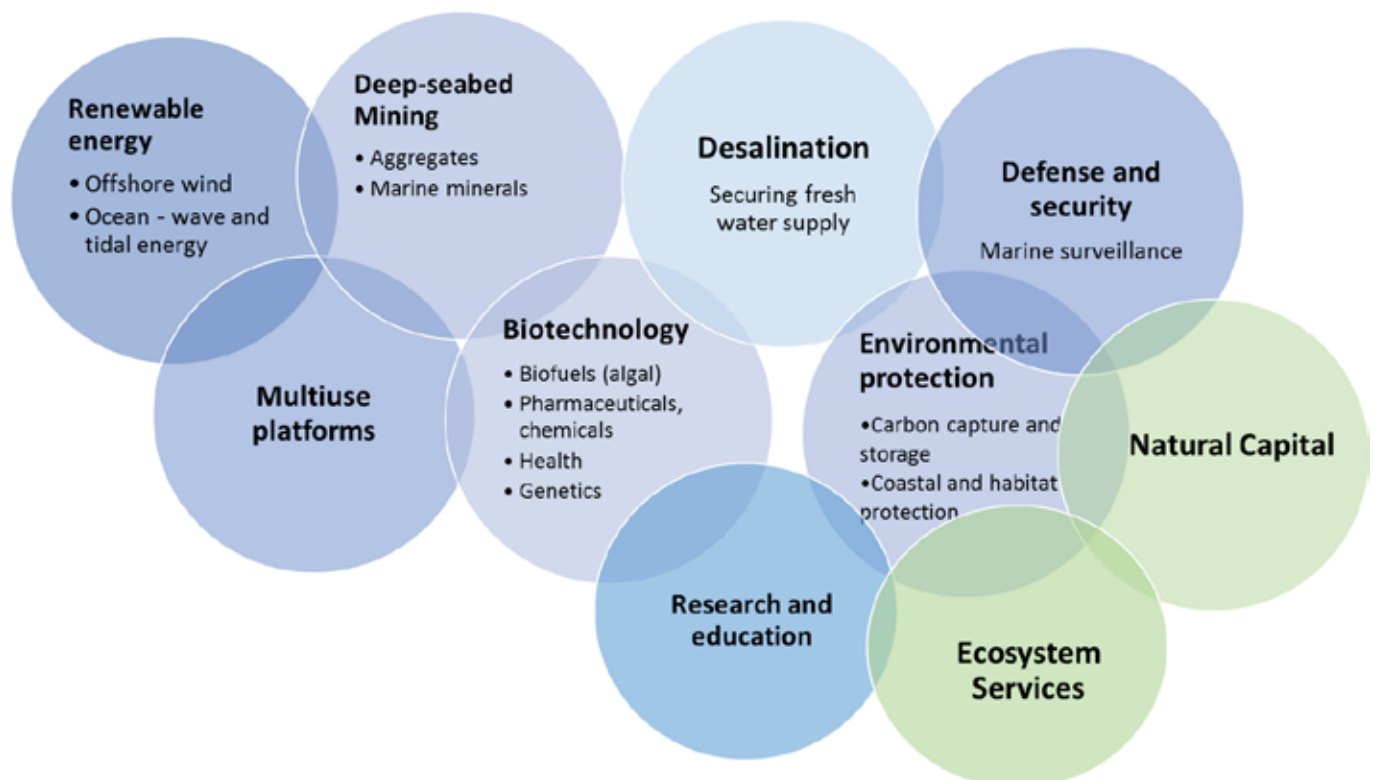 Renewable
energy
• Offshore wind
• Ocean - wave and
tidal energy
Deep-seabed
Mining
• Aggregates
• Marine minerals
Desalination
Securing fresh
water supply
Defense and
security
Marine surveillance
Multiuse
platforms
Biotechnology
• Biofuels (algal)
• Pharmaceuticals,
chemicals
• Health
• Genetics
Environmental
protection
•Carbon capture and
storage
•Coastal and habitat
protection
Natural Capital
Research and
education
Ecosystem
Services